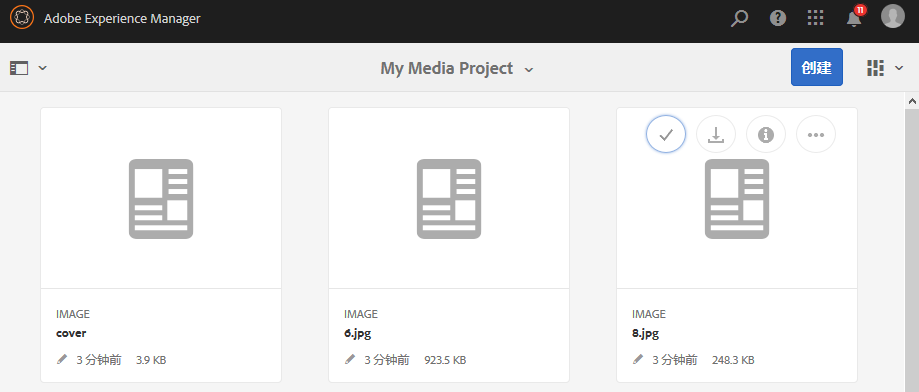 Adobe Experience Manager
11
My Media Project
创建
IMAGE
cover
3 分钟前 3.9 KB
IMAGE
6.jpg
3 分钟前 923.5 KB
IMAGE
8.jpg
3 分钟前 248.3 KB